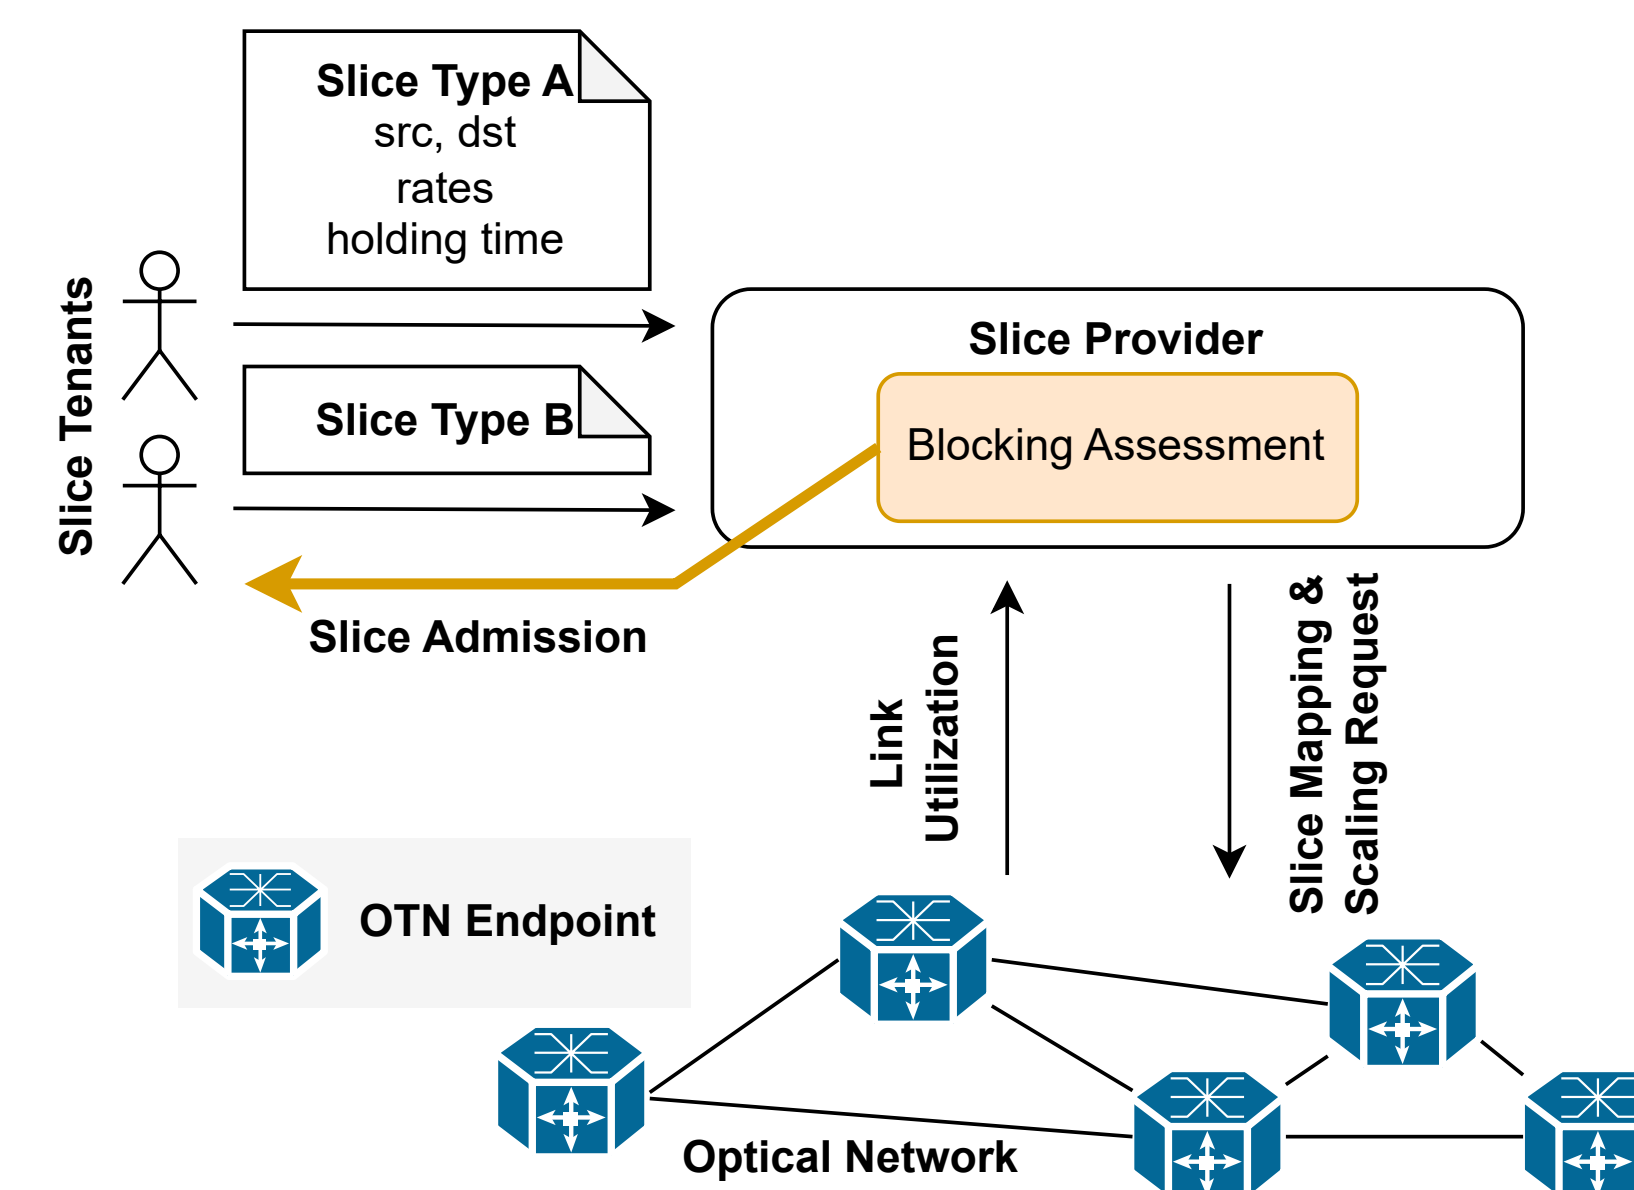 Slice Type A
src, dst
rates
holding time
Slice Tenants
Slice Type B
Slice Provider
Blocking Assessment
Slice Admission
Link
Utilization
Slice Mapping &
Scaling Request
OTN Endpoint
Optical Network